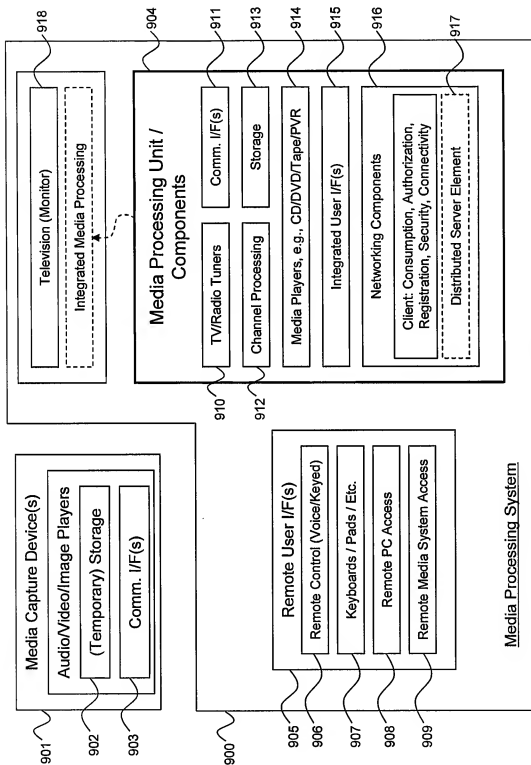 901
902
903
Media Capture Device(s)
Audio/Video/Image Players
(Temporary) Storage
Comm. I/F(s)
900
905
906
907
908
909
Remote User I/F(s)
Remote Control (Voice/Keyed)
Keyboards / Pads / Etc.
Remote PC Access
Remote Media System Access
Media Processing System
Television (Monitor)
Integrated Media Processing
918
904
Media Processing Unit /
Components
TV/Radio Tuners
Comm. I/F(s)
Channel Processing
Storage
Media Players, e.g., CD/DVD/Tape/PVR
Integrated User I/F(s)
Networking Components
Client: Consumption, Authorization,
Registration, Security, Connectivity
Distributed Server Element
910
912
911
913
914
915
916
917